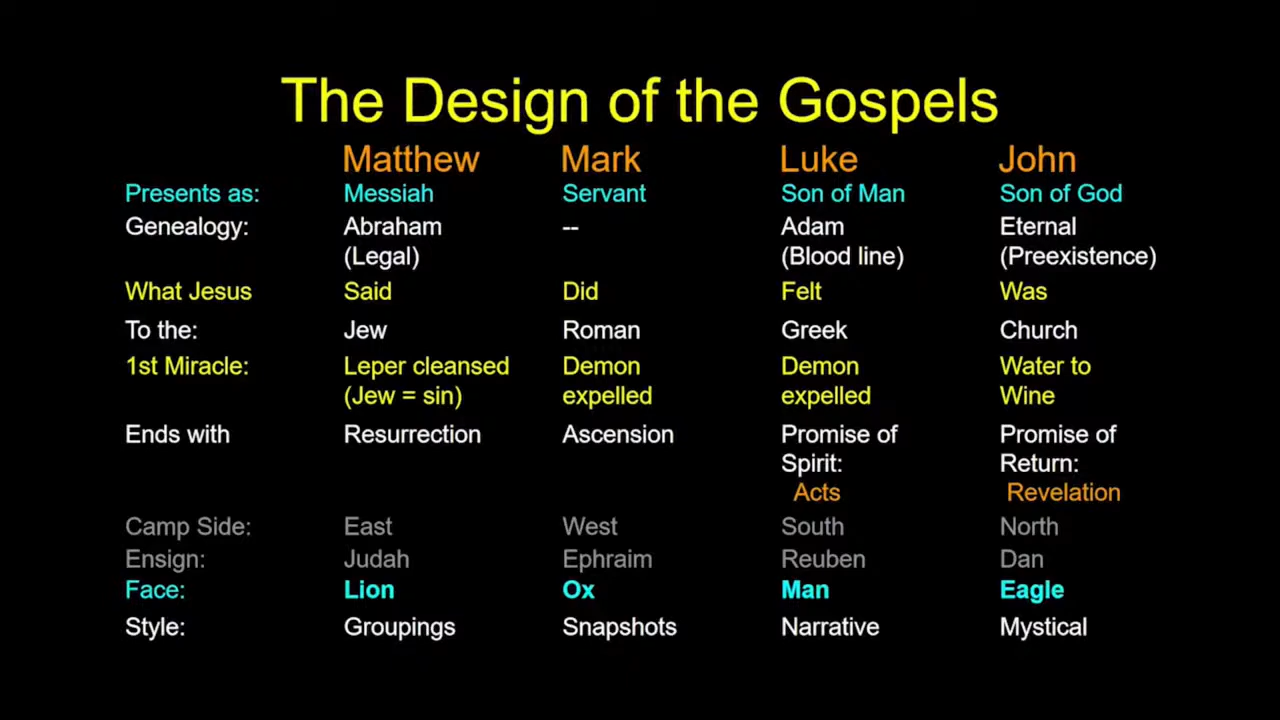 The Design of the Gospels
Matthew Mark Luke John
Presents as: Messiah Servant Son of Man Son of God
Genealogy: Abraham -- Adam Eternal
(Legal) (Blood line) (Preexistence)
What Jesus Said Did Felt Was
To the: Jew Roman Greek Church
1st Miracle: Leper cleansed Demon Demon Water to
(Jew = sin) expelled expelled Wine
Ends with Resurrection Ascension Promise of Promise of
Spirit: Return:
Acts Revelation
Camp Side: East West South North
Ensign: Judah Ephraim Reuben Dan
Face: Lion Ox Man Eagle
Style: Groupings Snapshots Narrative Mystical